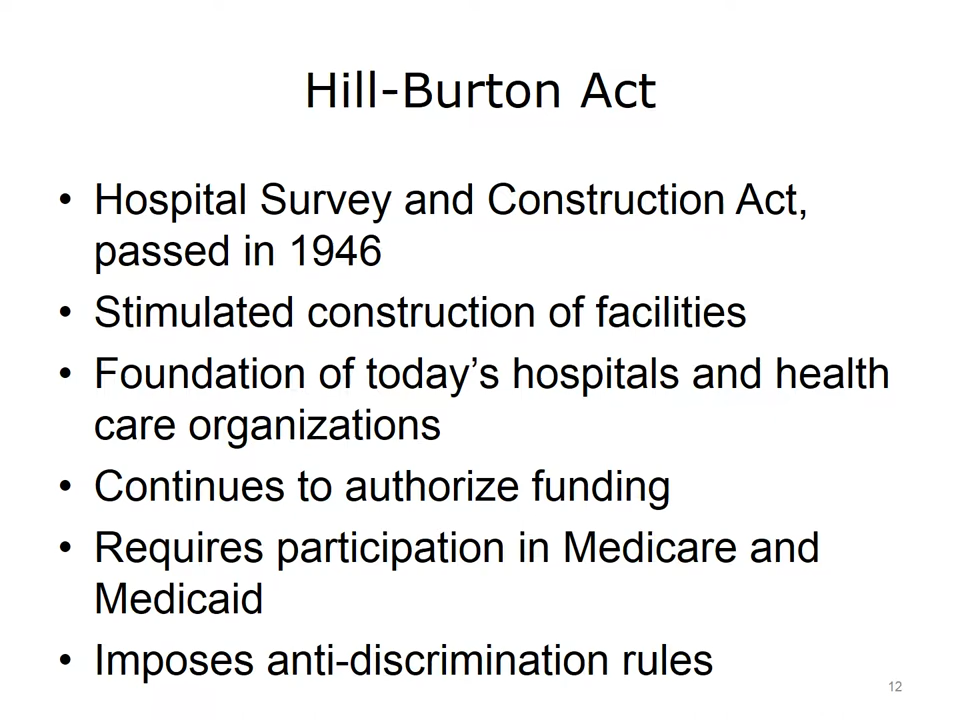 Hill-Burton Act
• Hospital Survey and Construction Act,
passed in 1946
• Stimulated construction of facilities
• Foundation of today’s hospitals and health
care organizations
• Continues to authorize funding
• Requires participation in Medicare and
Medicaid
• Imposes anti-discrimination rules
12